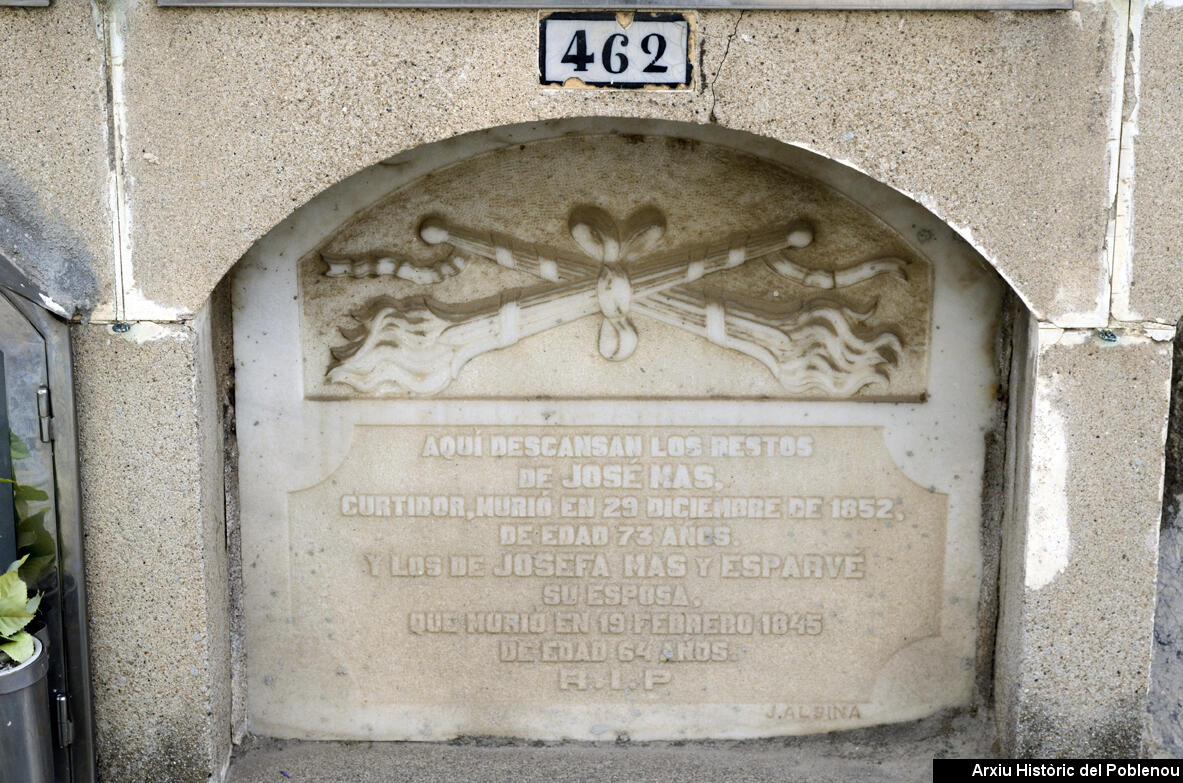 462
AQUÍ DESCANSAN LOS RESTOS
DE JOSÉ MAS,
CURTIDOR, MURIÓ EN 29 DICIEMBRE DE 1852,
DE EDAD 73 AÑOS.
Y LOS DE JOSEFA MAS Y ESPARVÉ
SU ESPOSA,
QUE MURIÓ EN 19 FEBRERO 1845
DE EDAD 64 AÑOS.
R.I.P
J. ALSINA
Arxiu Històric del Poblenou